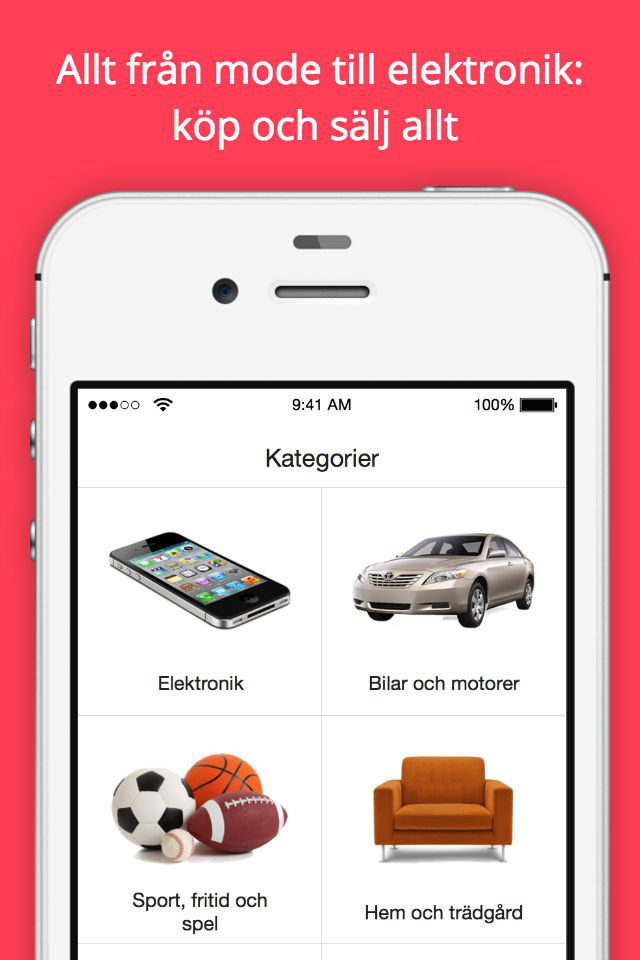 Allt från mode till elektronik:
köp och sälj allt
9:41 AM
100%
Kategorier
Elektronik
Bilar och motorer
Sport, fritid och
spel
Hem och trädgård